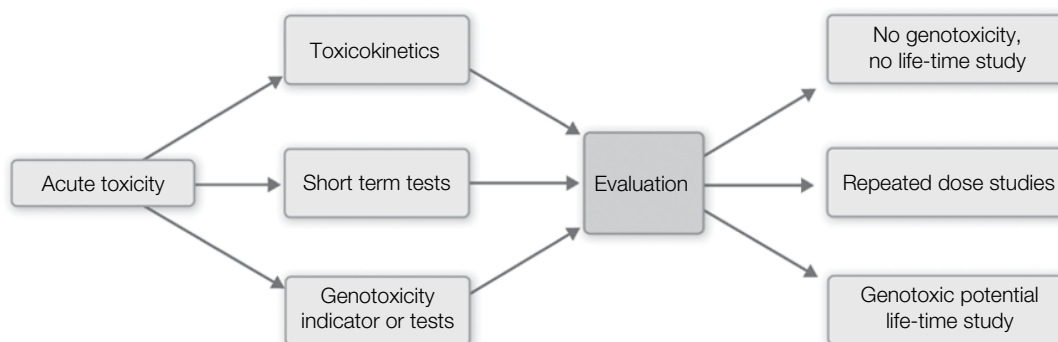 Acute toxicity
Toxicokinetics
Short term tests
Genotoxicity
indicator or tests
Evaluation
No genotoxicity,
no life-time study
Repeated dose studies
Genotoxic potential
life-time study